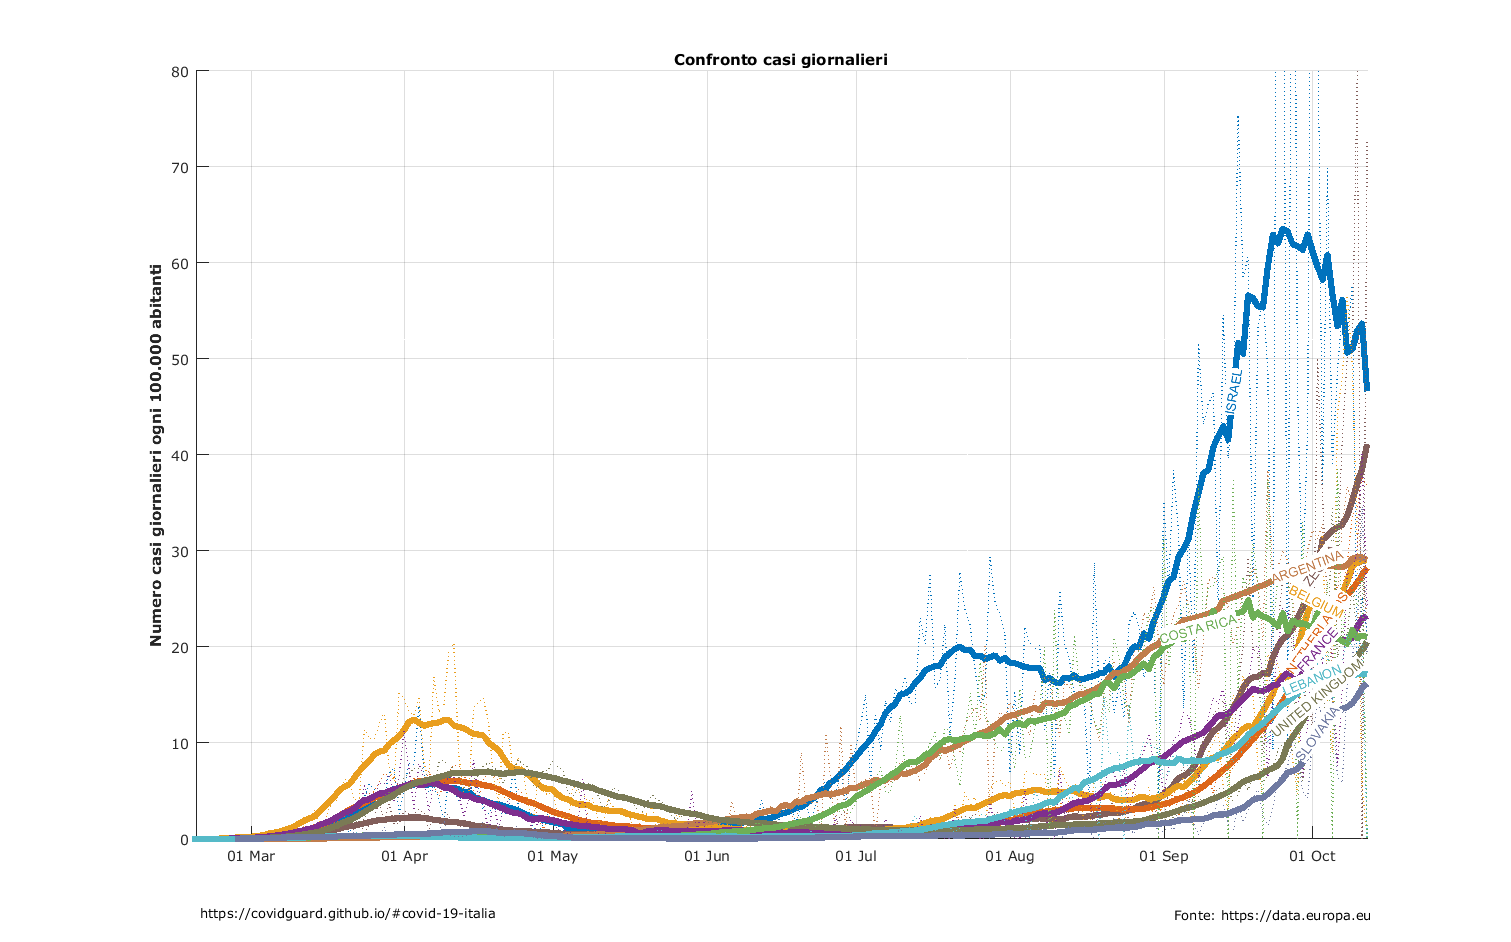 Confronto casi giornalieri
Numero casi giornalieri ogni 100.000 abitanti
80
70
60
50
40
30
20
10
0
ISRAEL
ARGENTINA
BELGIUM
COSTA RICA
FRANCE
LEBANON
UNITED KINGDOM
SLOVAKIA
01 Mar
01 Apr
01 May
01 Jun
01 Jul
01 Aug
01 Sep
01 Oct
https://covidguard.github.io/#covid-19-italia
Fonte: https://data.europa.eu